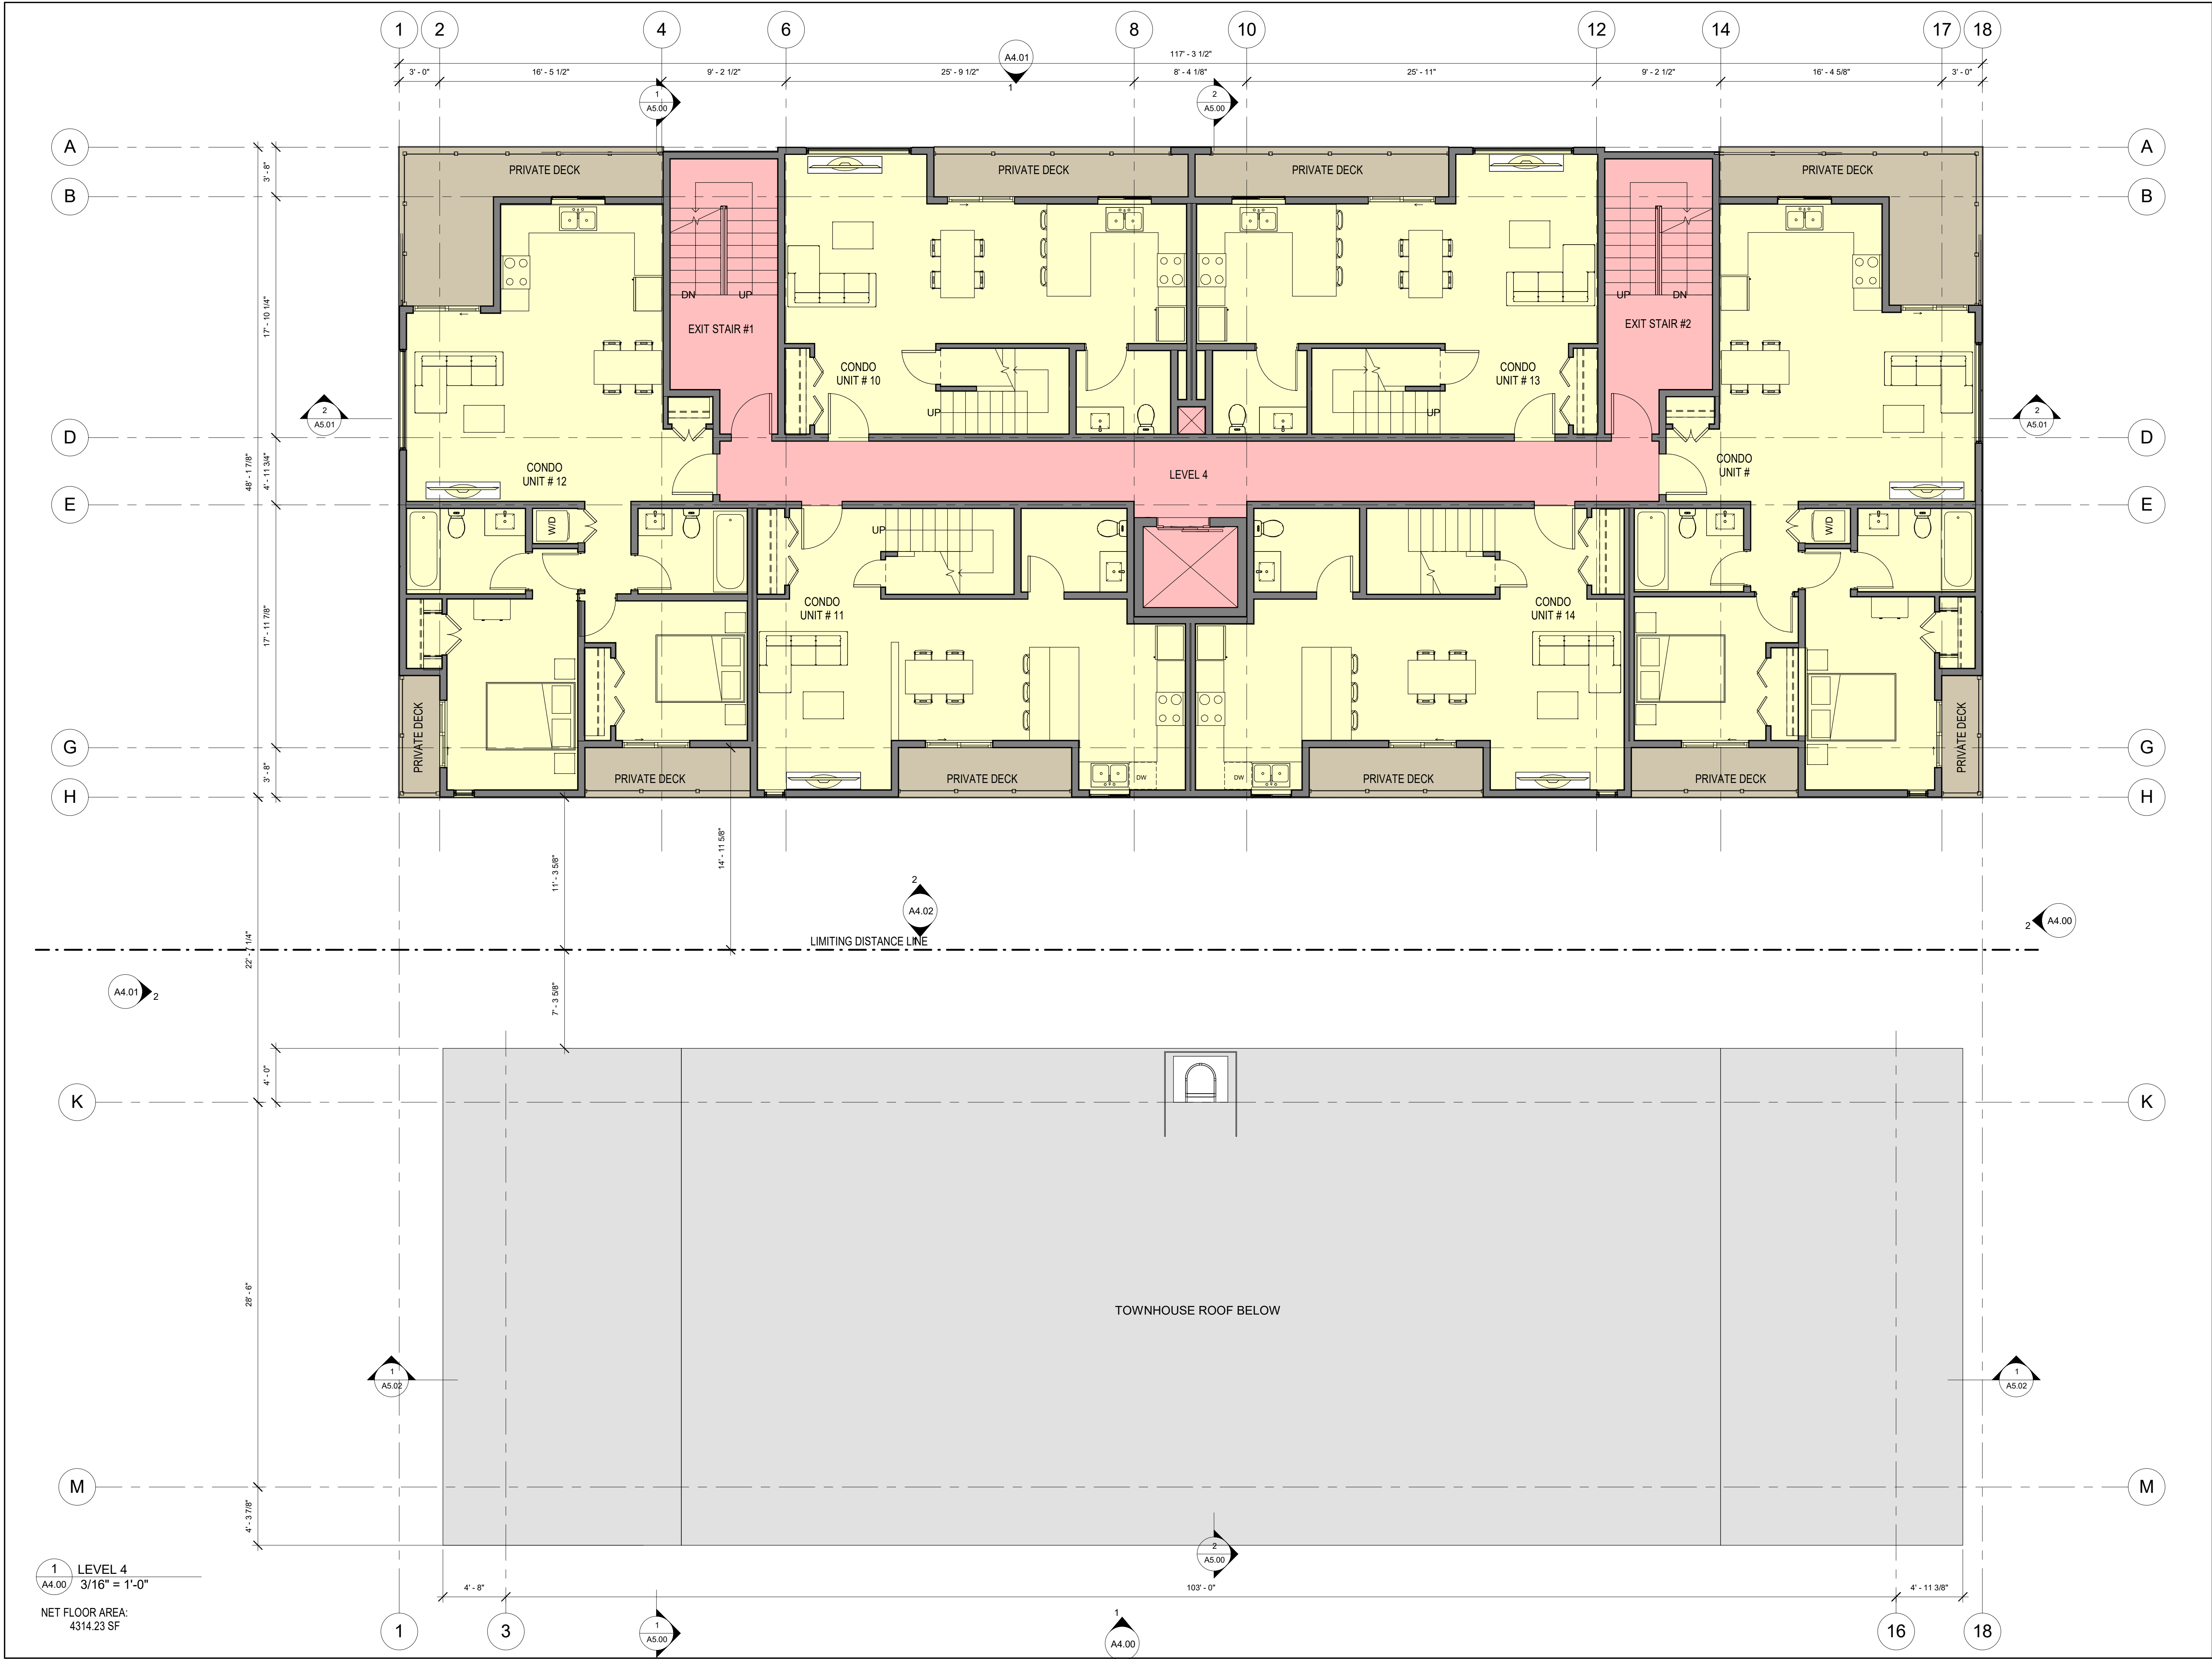 1 2 4 6 8 10 12 14 17 18
A4.01
1
117' - 3 1/2"
3' - 0" 16' - 5 1/2" 9' - 2 1/2" 25' - 9 1/2" 8' - 4 1/8" 25' - 11" 9' - 2 1/2" 16' - 4 5/8" 3' - 0"
1
A5.00
2
A5.00
A A
B B
D D
E E
G G
H H
3' - 8"
17' - 10 1/4"
48' - 1 7/8"
4' - 11 3/4"
17' - 11 7/8"
3' - 8"
PRIVATE DECK
PRIVATE DECK
PRIVATE DECK
PRIVATE DECK
DN UP
EXIT STAIR #1
UP DN
EXIT STAIR #2
CONDO
UNIT # 10
UP
CONDO
UNIT # 13
UP
2
A5.01
2
A5.01
CONDO
UNIT # 12
LEVEL 4
CONDO
UNIT #
W/D
UP
W/D
CONDO
UNIT # 11
CONDO
UNIT # 14
PRIVATE DECK
PRIVATE DECK
PRIVATE DECK
DW
DW
PRIVATE DECK
PRIVATE DECK
PRIVATE DECK
11' - 3 5/8"
14' - 11 5/8"
2
A4.02
LIMITING DISTANCE LINE
2
A4.00
A4.01
2
7' - 3 5/8"
4' - 0"
K K
28' - 6"
TOWNHOUSE ROOF BELOW
1
A5.02
1
A5.02
M M
4' - 3 7/8"
2
A5.00
1
A4.00
LEVEL 4
3/16" = 1'-0"
NET FLOOR AREA:
4314.23 SF
4' - 8" 103' - 0" 4' - 11 3/8"
1 3
1
A5.00
1
A4.00
16 18